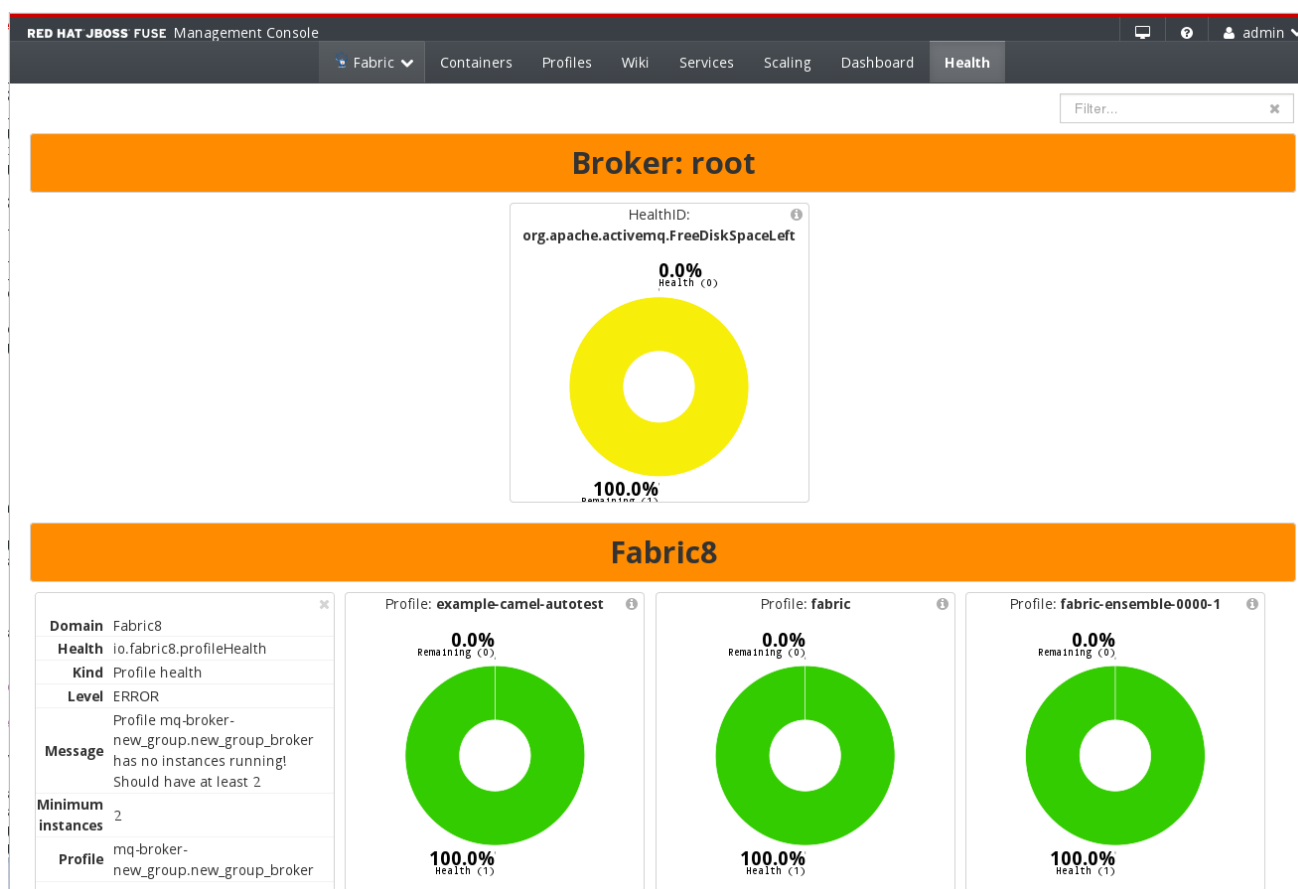 RED HAT JBOSS FUSE Management Console
admin
Fabric Containers Profiles Wiki Services Scaling Dashboard Health
Filter...
Broker: root
HealthID:
org.apache.activemq.FreeDiskSpaceLeft
0.0%
Health (0)
100.0%
Remaining (1)
Fabric8
Domain Fabric8
Health io.fabric8.profileHealth
Kind Profile health
Level ERROR
Message Profile mq-broker-
new_group.new_group_broker
has no instances running!
Should have at least 2
Minimum
instances 2
Profile mq-broker-
new_group.new_group_broker
Profile: example-camel-autotest
0.0%
Remaining (0)
100.0%
Health (1)
Profile: fabric
0.0%
Remaining (0)
100.0%
Health (1)
Profile: fabric-ensemble-0000-1
0.0%
Remaining (0)
100.0%
Health (1)